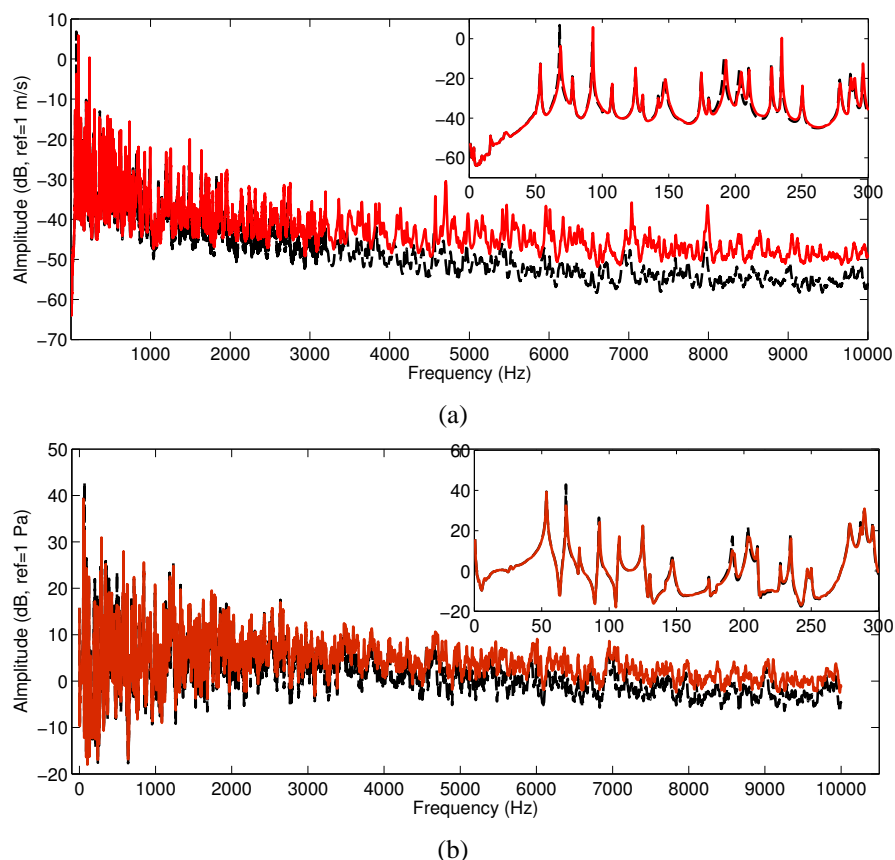 10
0
−10
−20
−30
−40
−50
−60
−70
Almplitude (dB, ref=1 m/s)
0
−20
−40
−60
0 50 100 150 200 250 300
1000 2000 3000 4000 5000 6000 7000 8000 9000 10000
Frequency (Hz)
(a)
50
40
30
20
10
0
−10
−20
Almplitude (dB, ref=1 Pa)
60
40
20
0
−20
0 50 100 150 200 250 300
0 1000 2000 3000 4000 5000 6000 7000 8000 9000 10000
Frequency (Hz)
(b)